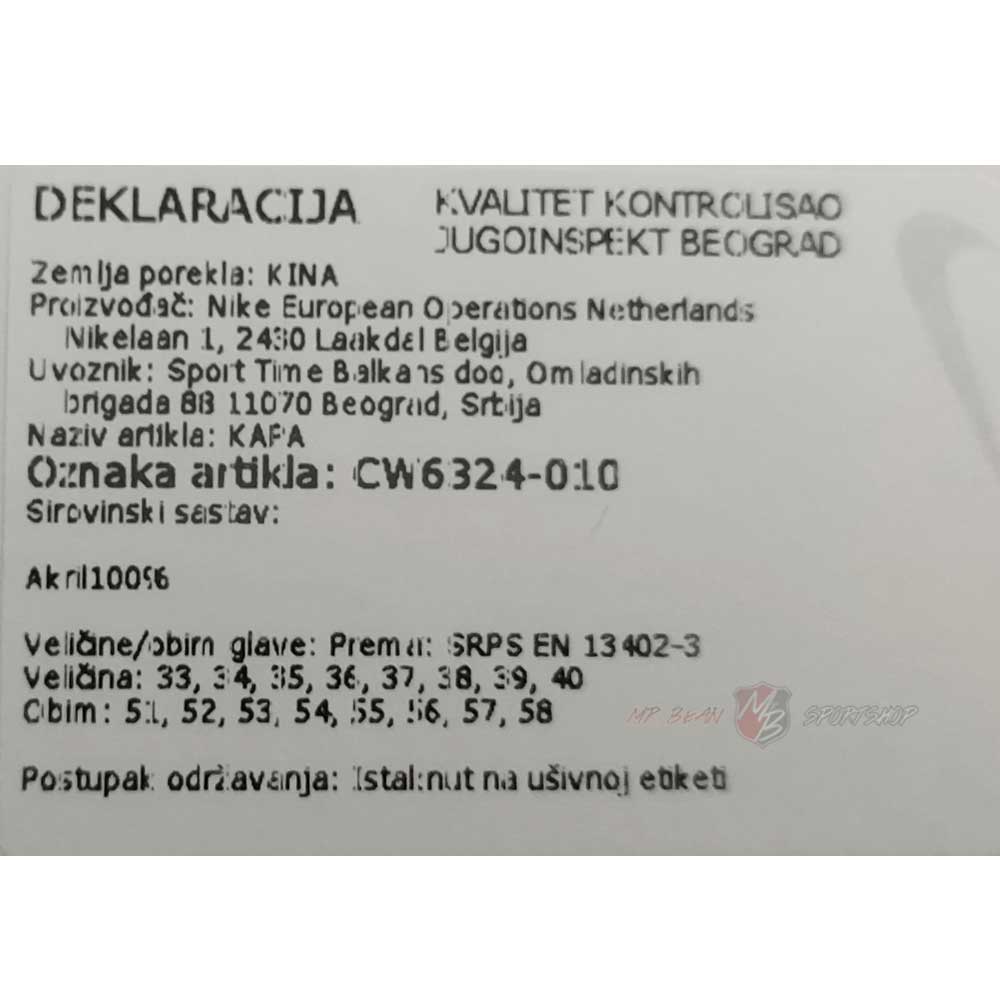 DEKLARACIJA
KVALITET KONTROLISAO
JUGOINSPEKT BEOGRAD
Zemlja porekla: KINA
Proizvođač: Nike European Operations Netherlands
Nikelaan 1, 2430 Laakdal Belgija
Uvoznik: Sport Time Balkans doo, Omladinskih
brigada 88 11070 Beograd, Srbija
Naziv artikla: KAPA
Oznaka artikla: CW6324-010
Sirovinski sastav:
Akril100%
Veličine/obim glave: Prema: SRPS EN 13402-3
Veličina: 33, 34, 35, 36, 37, 38, 39, 40
Obim: 51, 52, 53, 54, 55, 56, 57, 58
MR BEAN MB SPORTSHOP
Postupak održavanja: Istaknut na ušivnoj etiketi